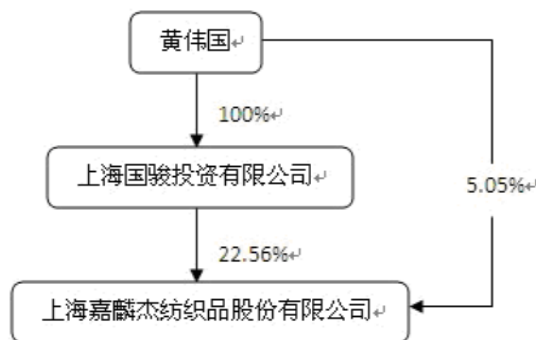 黄伟国
100%
上海国骏投资有限公司
5.05%
22.56%
上海嘉麟杰纺织品股份有限公司